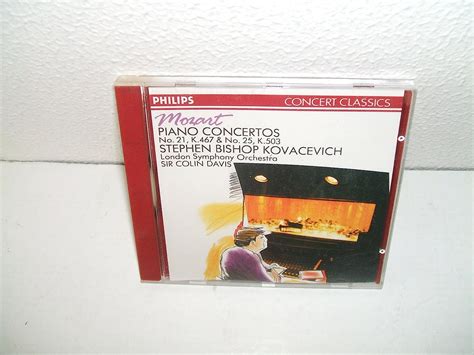 PHILIPS
CONCERT CLASSICS
Mozart
PIANO CONCERTOS
No. 21, K.467 & No. 25, K.503
STEPHEN BISHOP KOVACEVICH
London Symphony Orchestra
SIR COLIN DAVIS